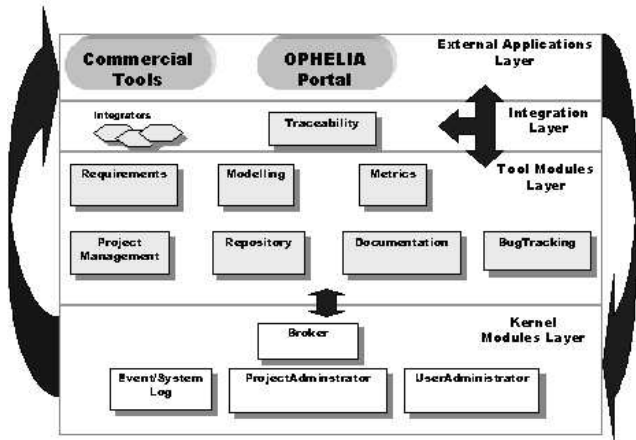 Commercial
Tools
OPHELIA
Portal
External Applications
Layer
Integrators
Traceability
Integration
Layer
Requirements
Modelling
Metrics
Tool Modules
Layer
Project
Management
Repository
Documentation
BugTracking
Kernel
Modules Layer
Broker
Event/System
Log
ProjectAdminstrator
UserAdministrator